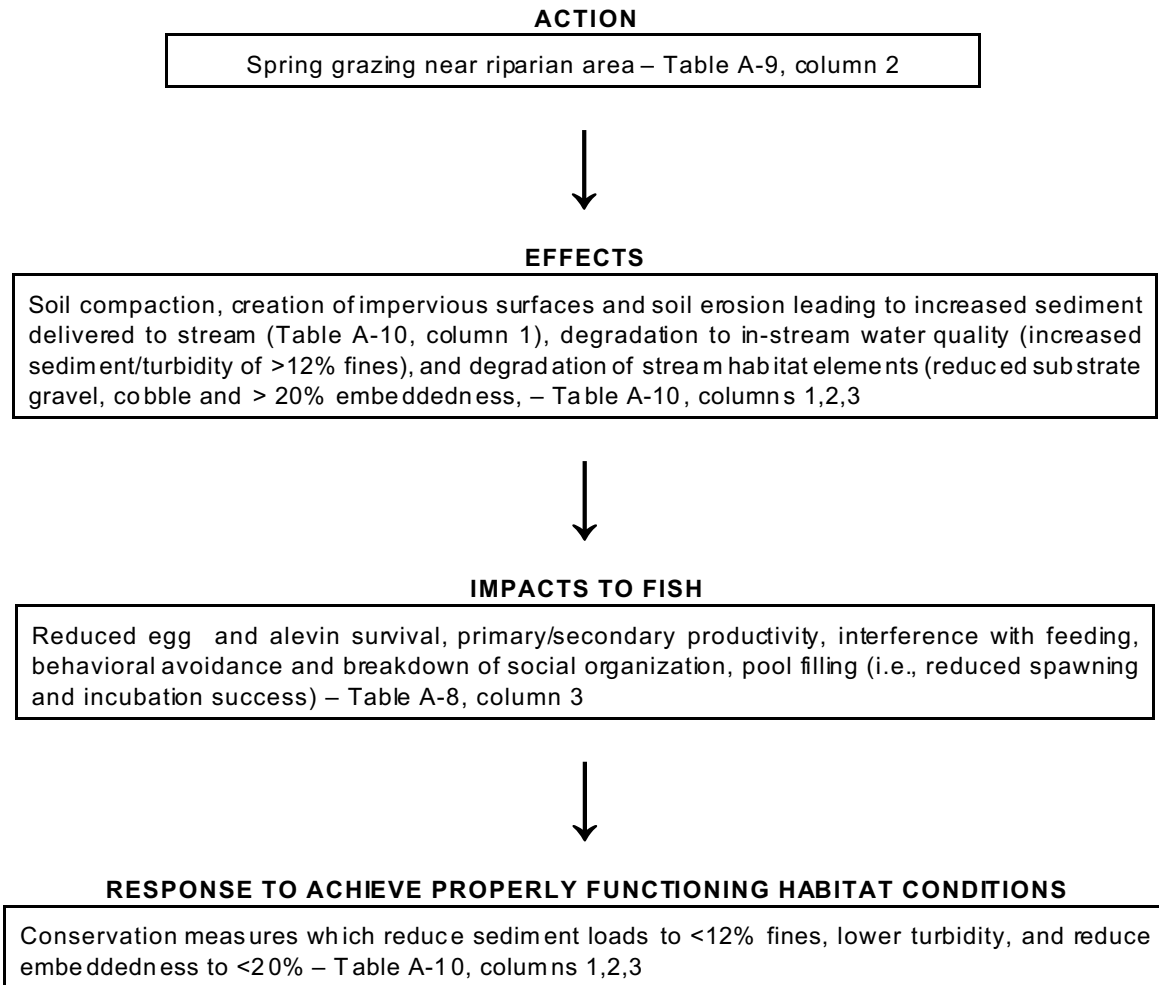 ACTION
Spring grazing near riparian area – Table A-9, column 2
EFFECTS
Soil compaction, creation of impervious surfaces and soil erosion leading to increased sediment
delivered to stream (Table A-10, column 1), degradation to in-stream water quality (increased
sediment/turbidity of >12% fines), and degradation of stream habitat elements (reduced substrate
gravel, cobble and > 20% embeddedness, – Table A-10, columns 1,2,3
IMPACTS TO FISH
Reduced egg and alevin survival, primary/secondary productivity, interference with feeding,
behavioral avoidance and breakdown of social organization, pool filling (i.e., reduced spawning
and incubation success) – Table A-8, column 3
RESPONSE TO ACHIEVE PROPERLY FUNCTIONING HABITAT CONDITIONS
Conservation measures which reduce sediment loads to <12% fines, lower turbidity, and reduce
embeddedness to <20% – Table A-10, columns 1,2,3